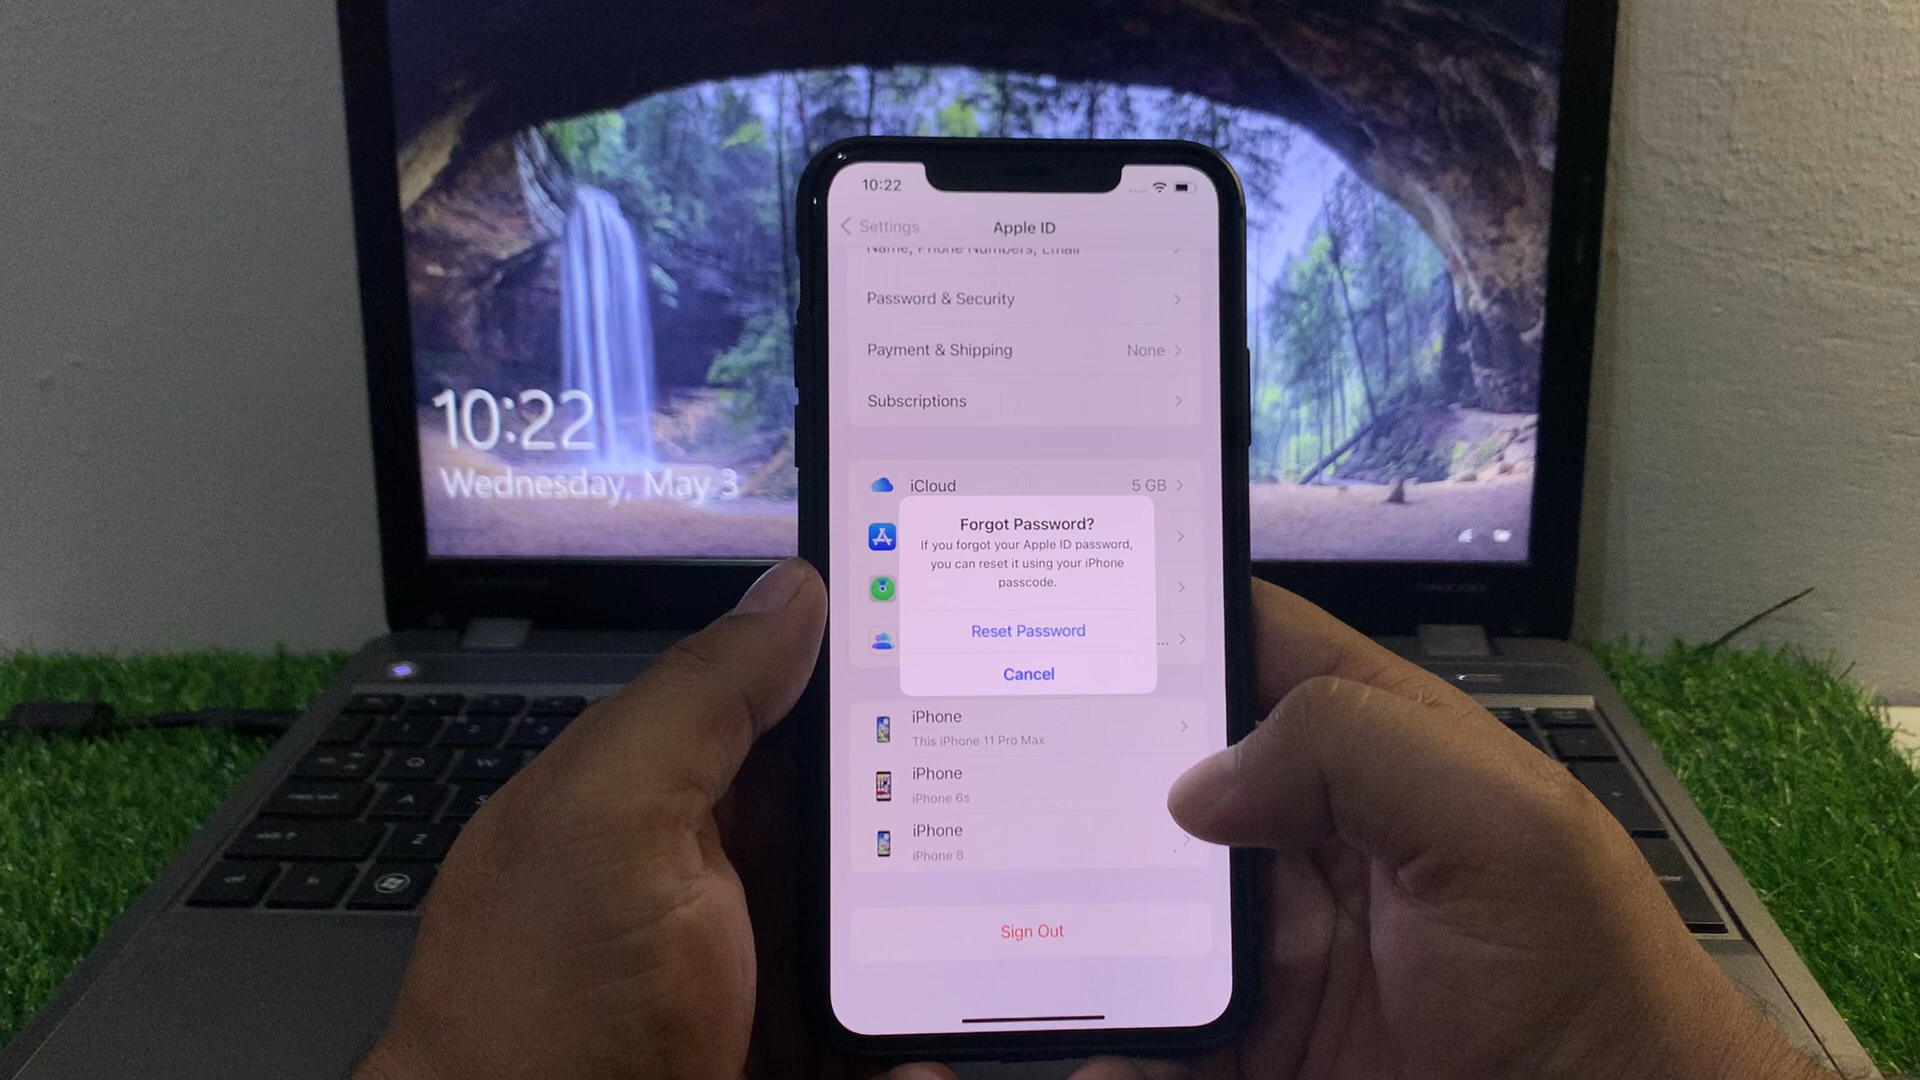 10:22
Settings
Apple ID
Name, Phone Numbers, Email
Password & Security
Payment & Shipping
None
Subscriptions
iCloud
5 GB
Forgot Password?
If you forgot your Apple ID password,
you can reset it using your iPhone
passcode.
Reset Password
...
Cancel
iPhone
This iPhone 11 Pro Max
iPhone
iPhone 6s
iPhone
iPhone 8
Sign Out
10:22
Wednesday, May 3
Q
W
A
S
Z